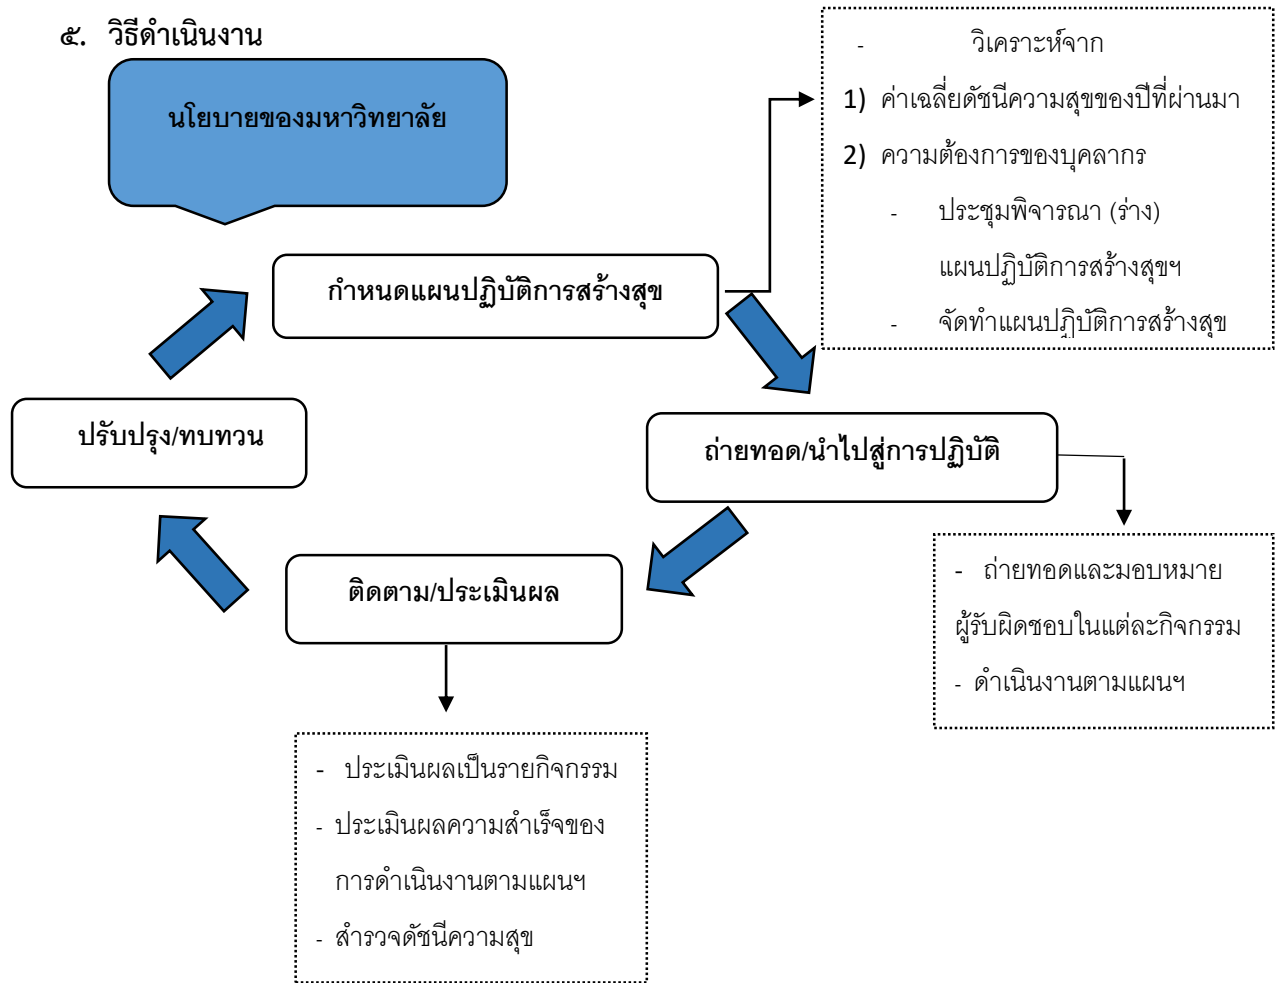 ๕. วิธีดำเนินงาน
นโยบายของมหาวิทยาลัย
- วิเคราะห์จาก
1) ค่าเฉลี่ยดัชนีความสุขของปีที่ผ่านมา
2) ความต้องการของบุคลากร
- ประชุมพิจารณา (ร่าง)
แผนปฏิบัติการสร้างสุขฯ
- จัดทำแผนปฏิบัติการสร้างสุข
กำหนดแผนปฏิบัติการสร้างสุข
ปรับปรุง/ทบทวน
ถ่ายทอด/นำไปสู่การปฏิบัติ
- ถ่ายทอดและมอบหมาย
ผู้รับผิดชอบในแต่ละกิจกรรม
- ดำเนินงานตามแผนฯ
ติดตาม/ประเมินผล
- ประเมินผลเป็นรายกิจกรรม
- ประเมินผลความสำเร็จของ
การดำเนินงานตามแผนฯ
- สำรวจดัชนีความสุข